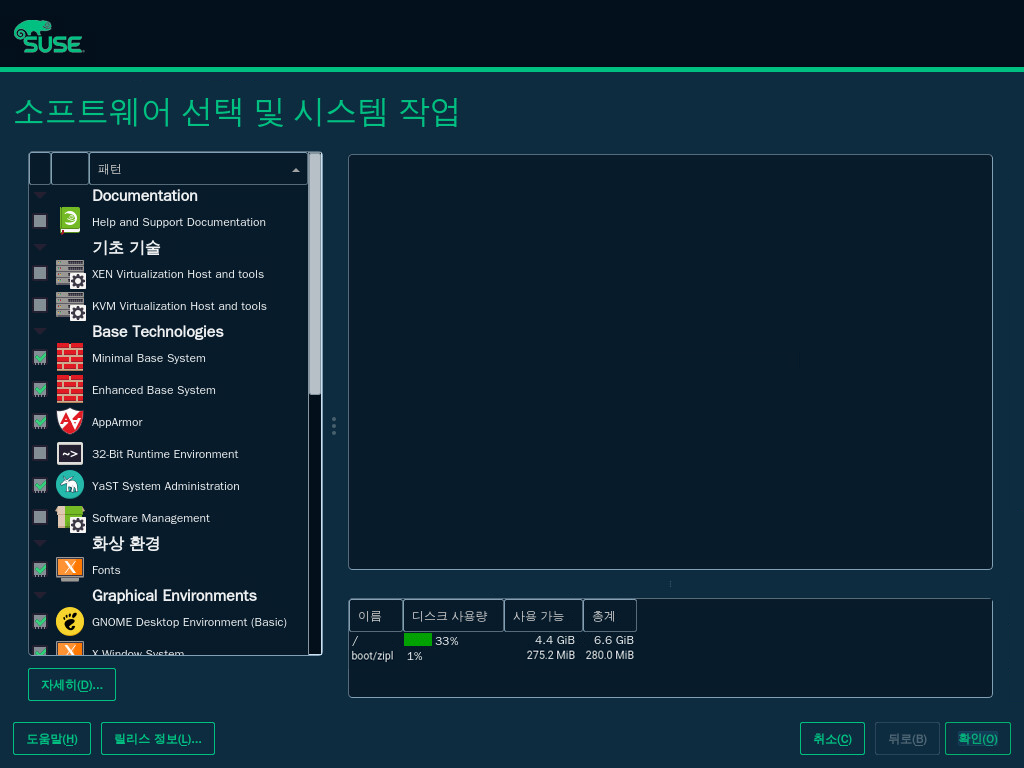 SUSE
소프트웨어 선택 및 시스템 작업
패턴
Documentation
Help and Support Documentation
기초 기술
XEN Virtualization Host and tools
KVM Virtualization Host and tools
Base Technologies
Minimal Base System
Enhanced Base System
AppArmor
~> 32-Bit Runtime Environment
YaST System Administration
Software Management
화상 환경
X Fonts
Graphical Environments
GNOME Desktop Environment (Basic)
X X Window System
이름 디스크 사용량 사용 가능 총계
/ 33% 4.4 GiB 6.6 GiB
boot/zipl 1% 275.2 MiB 280.0 MiB
자세히(D)...
도움말(H) 릴리스 정보(L)... 취소(C) 뒤로(B) 확인(O)